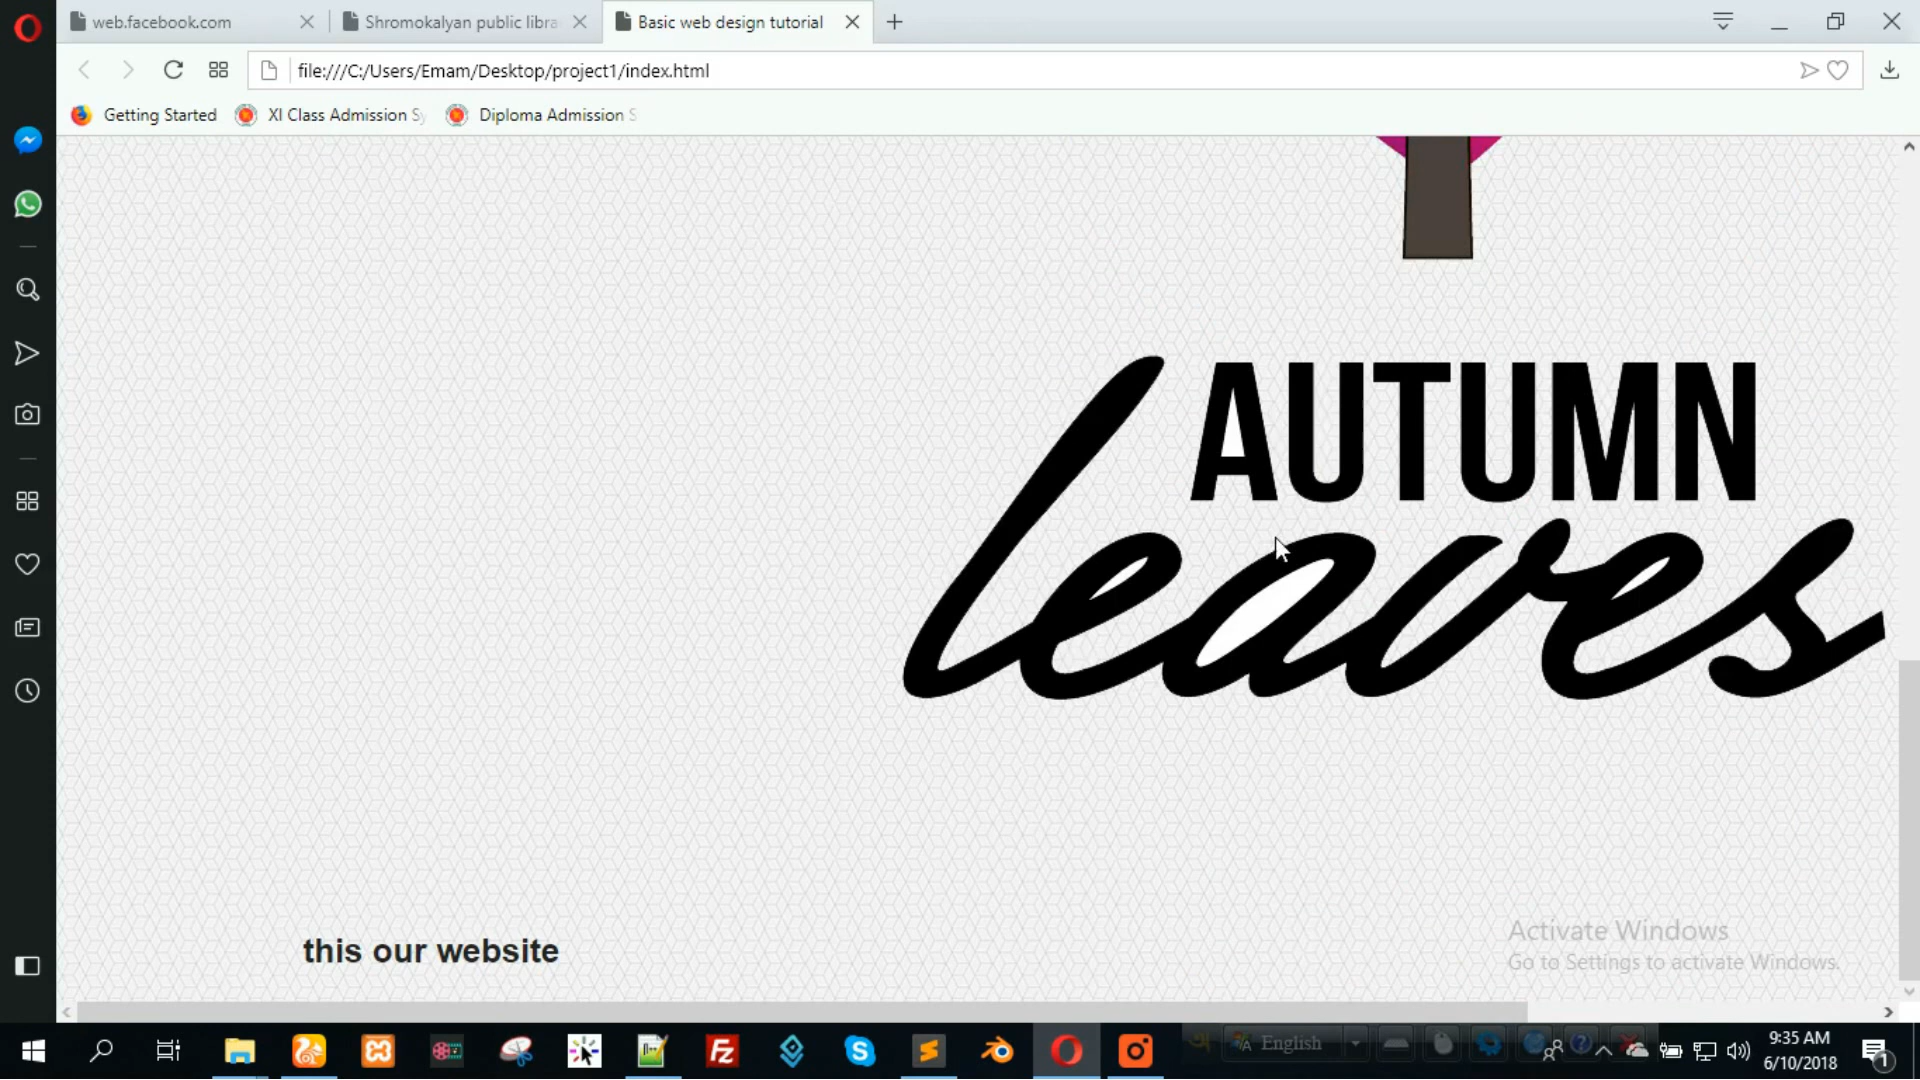 web.facebook.com
Shromokalyan public libra
Basic web design tutorial
file:///C:/Users/Emam/Desktop/project1/index.html
Getting Started
XI Class Admission Sy
Diploma Admission S
AUTUMN
leaves
this our website
Activate Windows
Go to Settings to activate Windows.
English
9:35 AM
6/10/2018
1